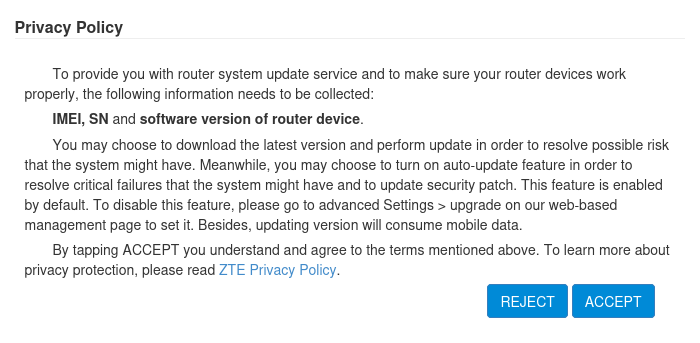 Privacy Policy
To provide you with router system update service and to make sure your router devices work
properly, the following information needs to be collected:
IMEI, SN and software version of router device.
You may choose to download the latest version and perform update in order to resolve possible risk
that the system might have. Meanwhile, you may choose to turn on auto-update feature in order to
resolve critical failures that the system might have and to update security patch. This feature is enabled
by default. To disable this feature, please go to advanced Settings > upgrade on our web-based
management page to set it. Besides, updating version will consume mobile data.
By tapping ACCEPT you understand and agree to the terms mentioned above. To learn more about
privacy protection, please read ZTE Privacy Policy.
REJECT ACCEPT